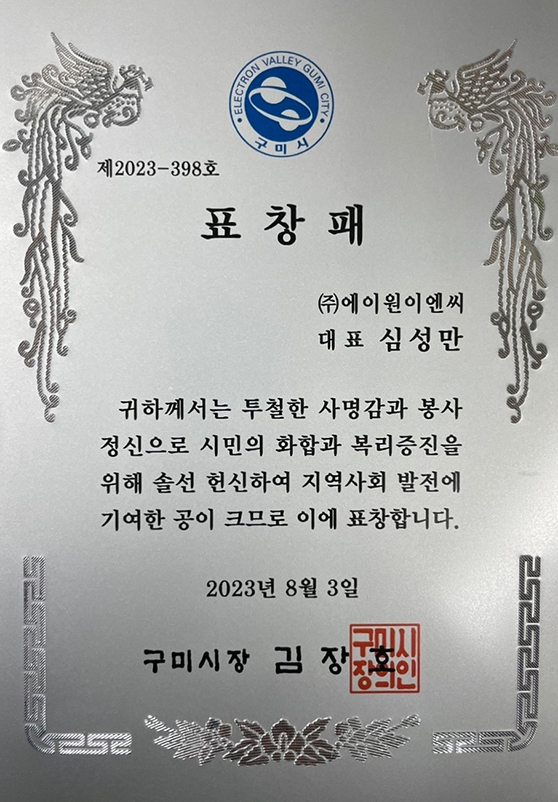 ELECTRON VALLEY GUMI CITY
구미시
제2023-398호
표창패
㈜에이원이엔씨
대표 심성만
귀하께서는 투철한 사명감과 봉사
정신으로 시민의 화합과 복리증진을
위해 솔선 헌신하여 지역사회 발전에
기여한 공이 크므로 이에 표창합니다.
2023년 8월 3일
구미시장 김장호
구미시
장의인